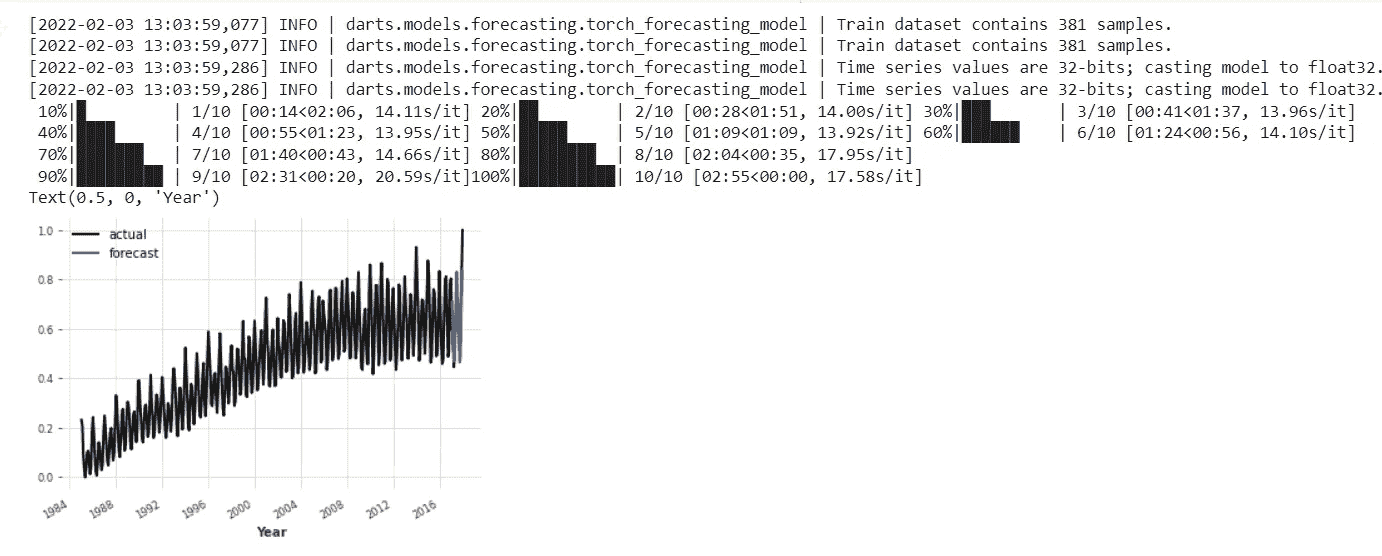 [2022-02-03 13:03:59,077] INFO | darts.models.forecasting.torch_forecasting_model | Train dataset contains 381 samples.
[2022-02-03 13:03:59,077] INFO | darts.models.forecasting.torch_forecasting_model | Train dataset contains 381 samples.
[2022-02-03 13:03:59,286] INFO | darts.models.forecasting.torch_forecasting_model | Time series values are 32-bits; casting model to float32.
[2022-02-03 13:03:59,286] INFO | darts.models.forecasting.torch_forecasting_model | Time series values are 32-bits; casting model to float32.
10%| | 1/10 [00:14<02:06, 14.11s/it] 20%| | 2/10 [00:28<01:51, 14.00s/it] 30%| | 3/10 [00:41<01:37, 13.96s/it]
40%| | 4/10 [00:55<01:23, 13.95s/it] 50%| | 5/10 [01:09<01:09, 13.92s/it] 60%| | 6/10 [01:24<00:56, 14.10s/it]
70%| | 7/10 [01:40<00:43, 14.66s/it] 80%| | 8/10 [02:04<00:35, 17.95s/it]
90%| | 9/10 [02:31<00:20, 20.59s/it]100%| | 10/10 [02:55<00:00, 17.58s/it]
Text(0.5, 0, 'Year')
actual
forecast
1.0
0.8
0.6
0.4
0.2
0.0
1984 1988 1992 1996 2000 2004 2008 2012 2016
Year